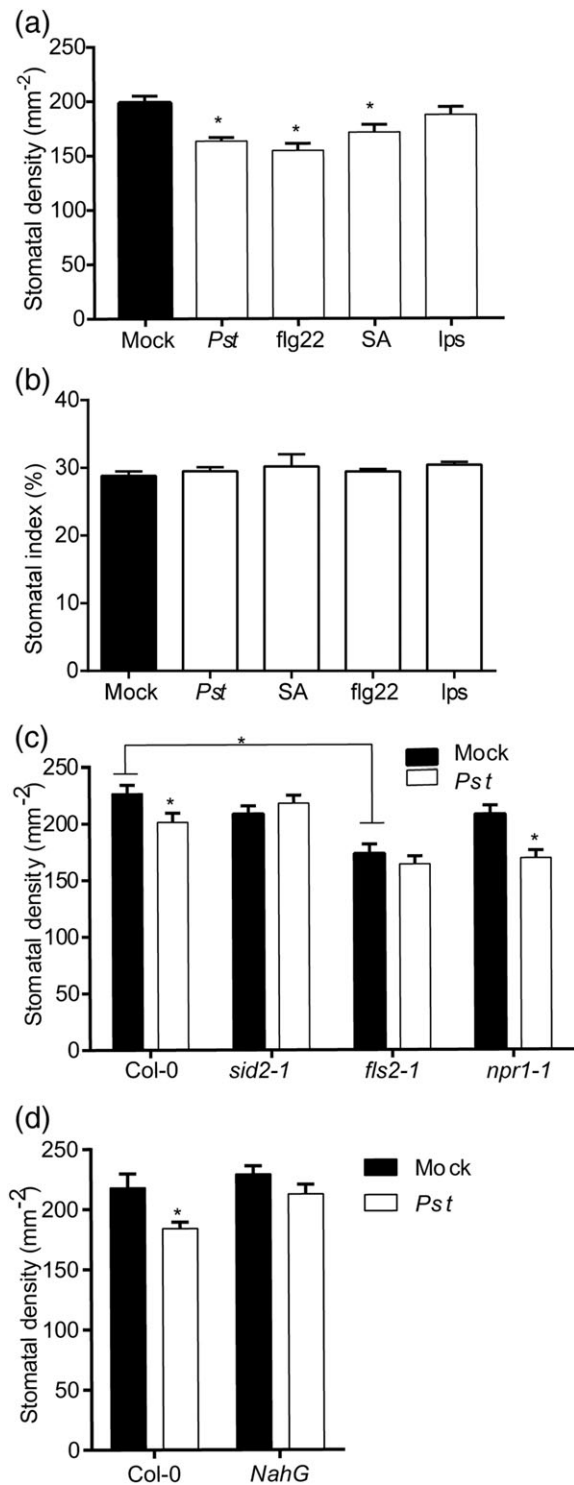 (a)
Stomatal density (mm-2)
250
200
150
100
50
0
* * *
Mock Pst flg22 SA lps
(b)
Stomatal index (%)
40
30
20
10
0
Mock Pst SA flg22 lps
(c)
Stomatal density (mm-2)
250
200
150
100
50
0
*
Mock
Pst
* *
Col-0 sid2-1 fls2-1 npr1-1
(d)
Stomatal density (mm-2)
250
200
150
100
50
0
Mock
Pst
*
Col-0 NahG